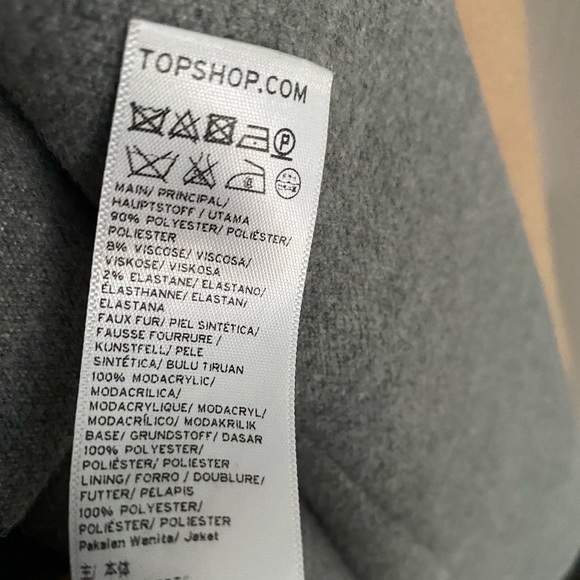 TOPSHOP.COM
P
MAIN/ PRINCIPAL/
HAUPTSTOFF / UTAMA
90% POLYESTER/ POLIÉSTER/
POLIESTER
8% VISCOSE/ VISCOSA/
VISKOSE/ VISKOSA
2% ELASTANE/ ELASTANO/
ÉLASTHANNE/ ELASTAN/
ELASTANA
FAUX FUR/ PIEL SINTÉTICA/
FAUSSE FOURRURE /
KUNSTFELL/ PELE
SINTÉTICA/ BULU TIRUAN
100% MODACRYLIC/
MODACRILICA/
MODACRYLIQUE/ MODACRYL/
MODACRÍLICO/ MODAKRILIK
BASE/ GRUNDSTOFF/ DASAR
100% POLYESTER/
POLIÉSTER/ POLIESTER
LINING/ FORRO / DOUBLURE/
FUTTER/ PELAPIS
100% POLYESTER/
POLIÉSTER/ POLIESTER
Pakaian Wanita/ Jaket
主/ 本体